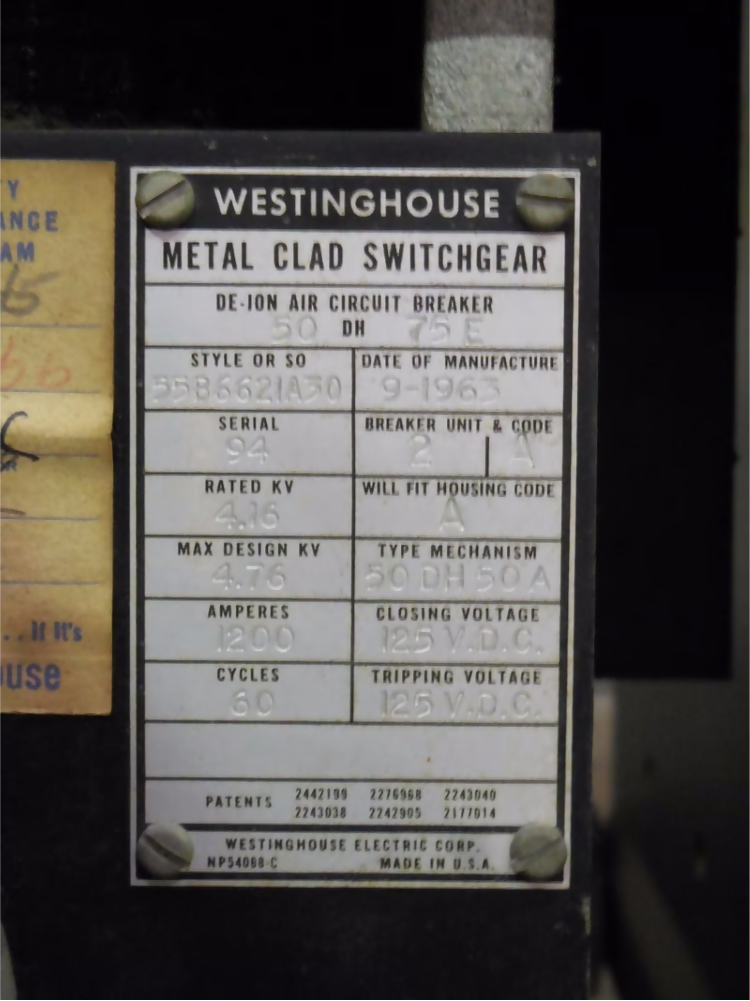 Y
ANCE
AM
WESTINGHOUSE
METAL CLAD SWITCHGEAR
DE-ION AIR CIRCUIT BREAKER
50 DH 75 E
STYLE OR SO
DATE OF MANUFACTURE
9-1963
SERIAL
94
BREAKER UNIT & CODE
2 A
RATED KV
4.16
WILL FIT HOUSING CODE
A
MAX DESIGN KV
4.76
TYPE MECHANISM
50 DH 50 A
AMPERES
1200
CLOSING VOLTAGE
125 V.D.C.
CYCLES
60
TRIPPING VOLTAGE
125 V.D.C.
PATENTS 2442199 2276968 2243040
2243038 2242905 2177014
WESTINGHOUSE ELECTRIC CORP.
NP54098-C MADE IN U.S.A.
... If It's
use